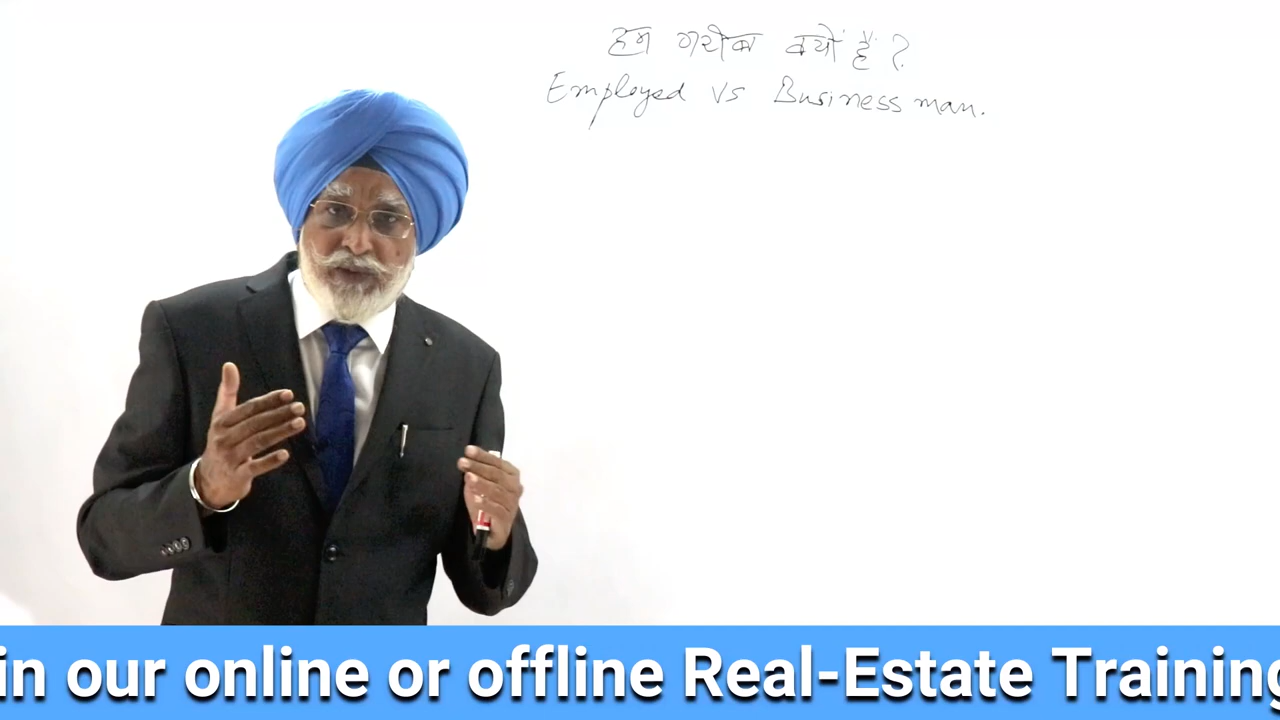 हम गरीब क्यों हैं ?
Employed vs Business man.
in our online or offline Real-Estate Training